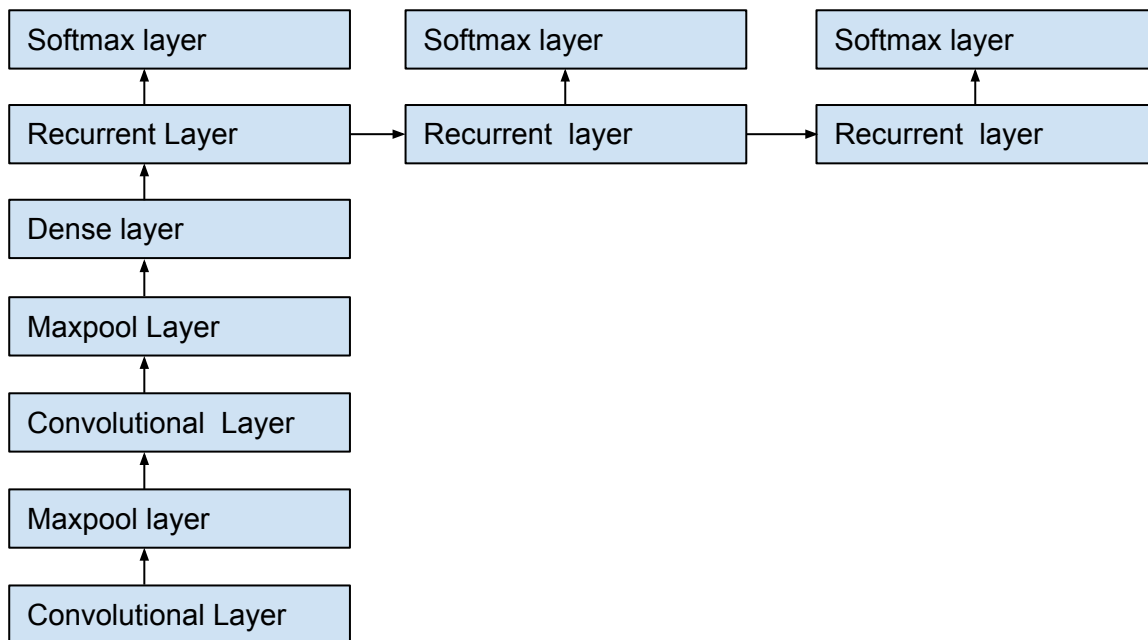 Softmax layer
Softmax layer
Softmax layer
Recurrent Layer
Recurrent  layer
Recurrent  layer
Dense layer
Maxpool Layer
Convolutional  Layer
Maxpool layer
Convolutional Layer